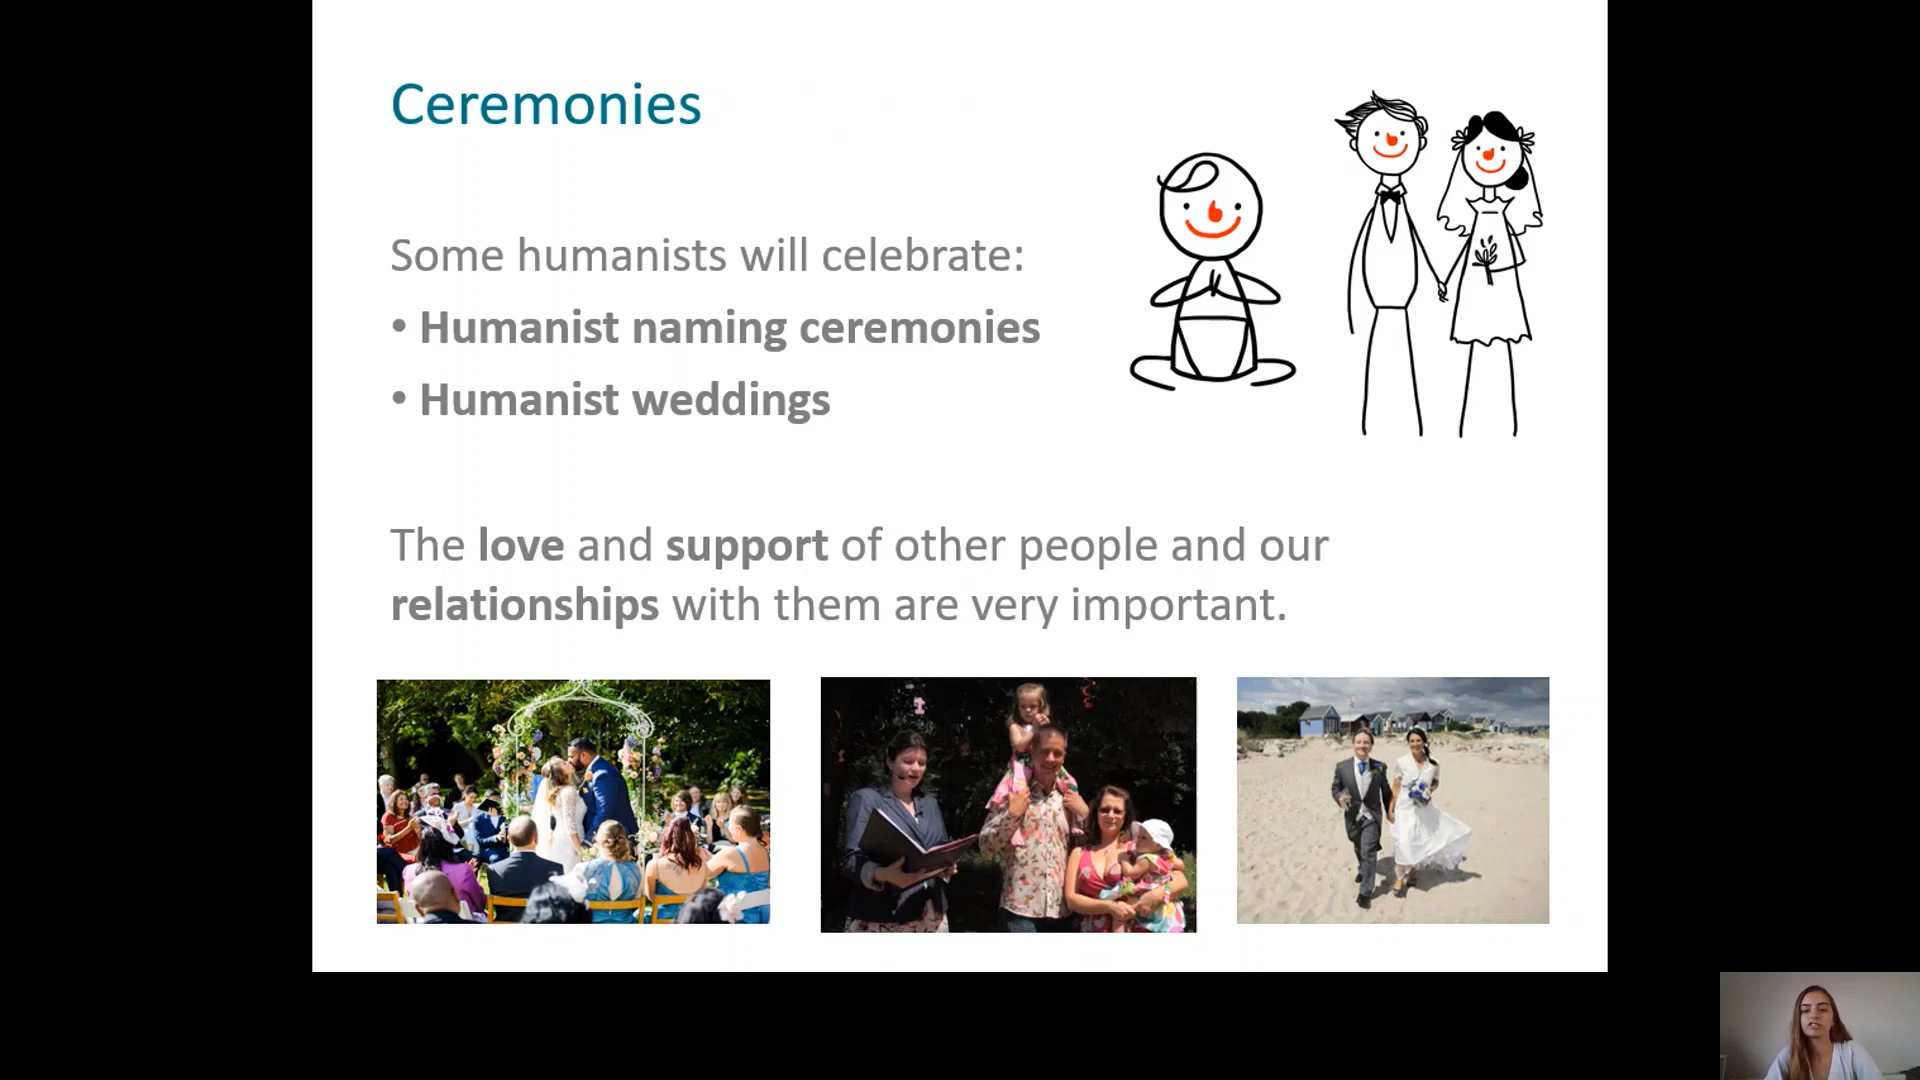 Ceremonies
Some humanists will celebrate:
• Humanist naming ceremonies
• Humanist weddings
The love and support of other people and our
relationships with them are very important.